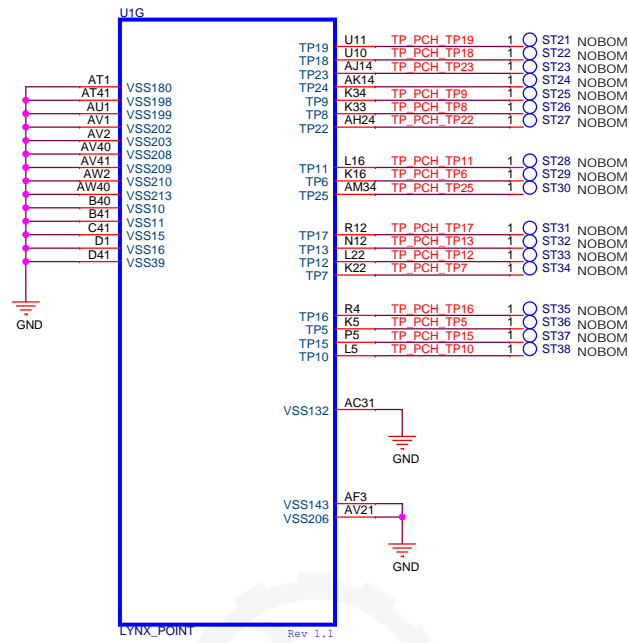 U1G
TP19 U11 TP_PCH_TP19 1 ST21 NOBOM
TP18 U10 TP_PCH_TP18 1 ST22 NOBOM
TP23 AJ14 TP_PCH_TP23 1 ST23 NOBOM
AT1 VSS180 TP24 AK14 1 ST24 NOBOM
AT41 VSS198 TP9 K34 TP_PCH_TP9 1 ST25 NOBOM
AU1 VSS199 TP8 K33 TP_PCH_TP8 1 ST26 NOBOM
AV1 VSS202 TP22 AH24 TP_PCH_TP22 1 ST27 NOBOM
AV2 VSS203
AV40 VSS208
AV41 VSS209 TP11 L16 TP_PCH_TP11 1 ST28 NOBOM
AW2 VSS210 TP6 K16 TP_PCH_TP6 1 ST29 NOBOM
AW40 VSS213 TP25 AM34 TP_PCH_TP25 1 ST30 NOBOM
B40 VSS10
B41 VSS11
C41 VSS15 TP17 R12 TP_PCH_TP17 1 ST31 NOBOM
D1 VSS16 TP13 N12 TP_PCH_TP13 1 ST32 NOBOM
D41 VSS39 TP12 L22 TP_PCH_TP12 1 ST33 NOBOM
TP7 K22 TP_PCH_TP7 1 ST34 NOBOM
GND
TP16 R4 TP_PCH_TP16 1 ST35 NOBOM
TP5 K5 TP_PCH_TP5 1 ST36 NOBOM
TP15 P5 TP_PCH_TP15 1 ST37 NOBOM
TP10 L5 TP_PCH_TP10 1 ST38 NOBOM
VSS132 AC31
GND
VSS143 AF3
VSS206 AV21
GND
LYNX_POINT Rev 1.1